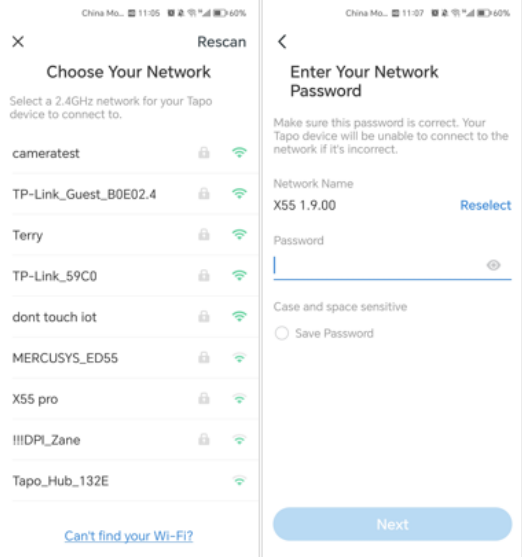 China Mo... 11:05 60%
Rescan
Choose Your Network
Select a 2.4GHz network for your Tapo
device to connect to.
cameratest
TP-Link_Guest_B0E02.4
Terry
TP-Link_59C0
dont touch iot
MERCUSYS_ED55
X55 pro
!!!DPI_Zane
Tapo_Hub_132E
Can't find your Wi-Fi?
China Mo... 11:07 60%
Enter Your Network
Password
Make sure this password is correct. Your
Tapo device will be unable to connect to the
network if it's incorrect.
Network Name
X55 1.9.00 Reselect
Password
Case and space sensitive
Save Password
Next